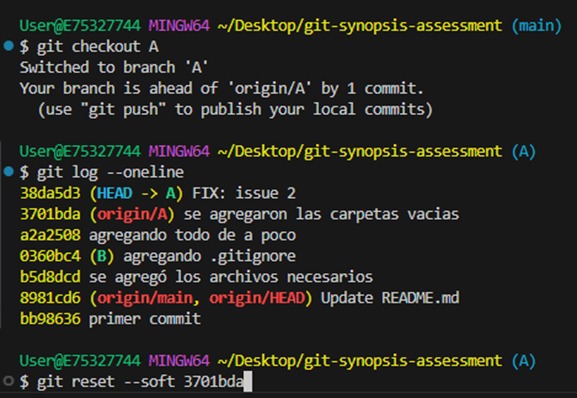 User@E75327744 MINGW64 ~/Desktop/git-synopsis-assessment (main)
$ git checkout A
Switched to branch 'A'
Your branch is ahead of 'origin/A' by 1 commit.
  (use "git push" to publish your local commits)

User@E75327744 MINGW64 ~/Desktop/git-synopsis-assessment (A)
$ git log --oneline
38da5d3 (HEAD -> A) FIX: issue 2
3701bda (origin/A) se agregaron las carpetas vacias
a2a2508 agregando todo de a poco
0360bc4 (B) agregando .gitignore
b5d8dcd se agregó los archivos necesarios
8981cd6 (origin/main, origin/HEAD) Update README.md
bb98636 primer commit

User@E75327744 MINGW64 ~/Desktop/git-synopsis-assessment (A)
$ git reset --soft 3701bda